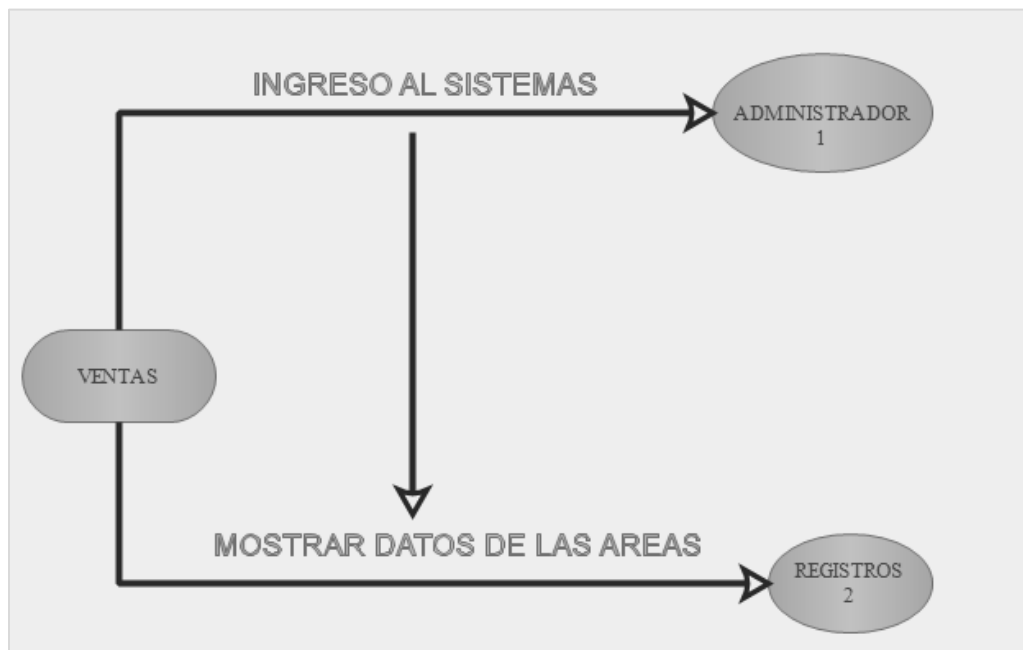 INGRESO AL SISTEMAS
ADMINISTRADOR
1
VENTAS
MOSTRAR DATOS DE LAS AREAS
REGISTROS
2